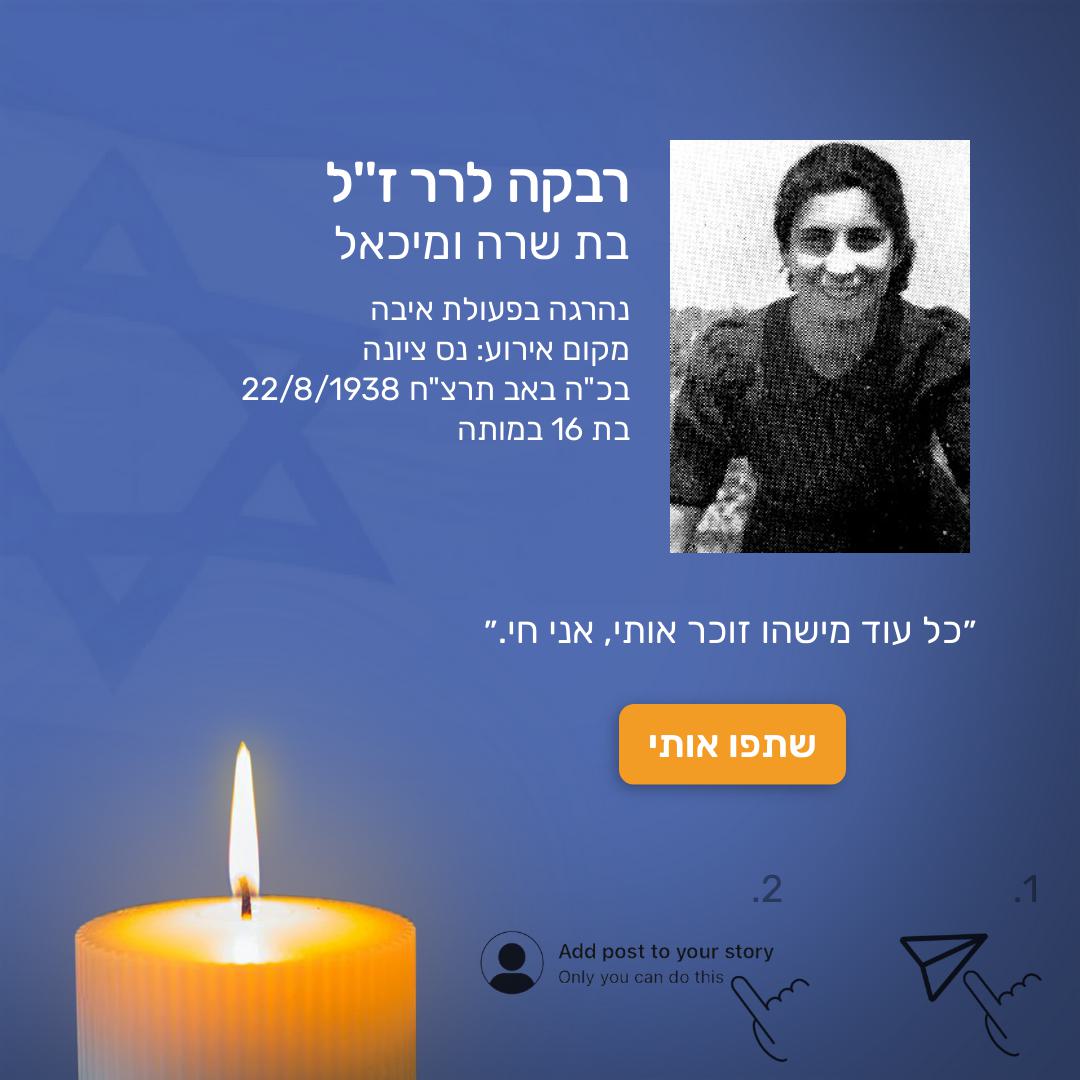 רבקה לרר ז"ל
בת שרה ומיכאל
נהרגה בפעולת איבה
מקום אירוע: נס ציונה
בכ"ה באב תרצ"ח 22/8/1938
בת 16 במותה
״כל עוד מישהו זוכר אותי, אני חי.״
שתפו אותי
1.
2.
Add post to your story
Only you can do this